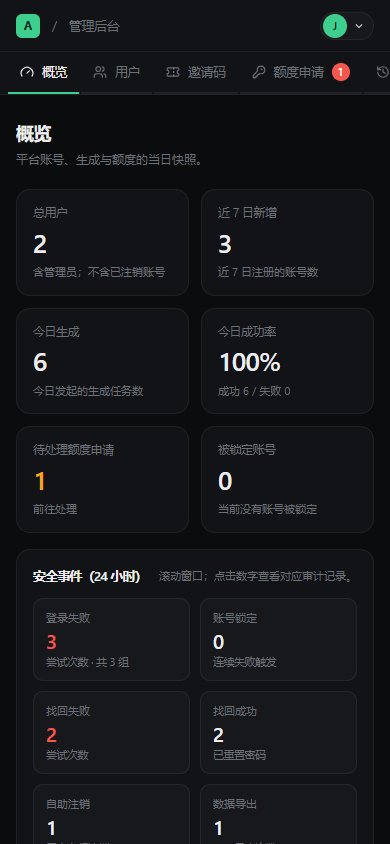 A / 管理后台 J
概览 用户 邀请码 额度申请 1
概览
平台账号、生成与额度的当日快照。
总用户
2
含管理员；不含已注销账号
近 7 日新增
3
近 7 日注册的账号数
今日生成
6
今日发起的生成任务数
今日成功率
100%
成功 6 / 失败 0
待处理额度申请
1
前往处理
被锁定账号
0
当前没有账号被锁定
安全事件（24 小时） 滚动窗口；点击数字查看对应审计记录。
登录失败
3
尝试次数 · 共 3 组
账号锁定
0
连续失败触发
找回失败
2
尝试次数
找回成功
2
已重置密码
自助注销
1
数据导出
1